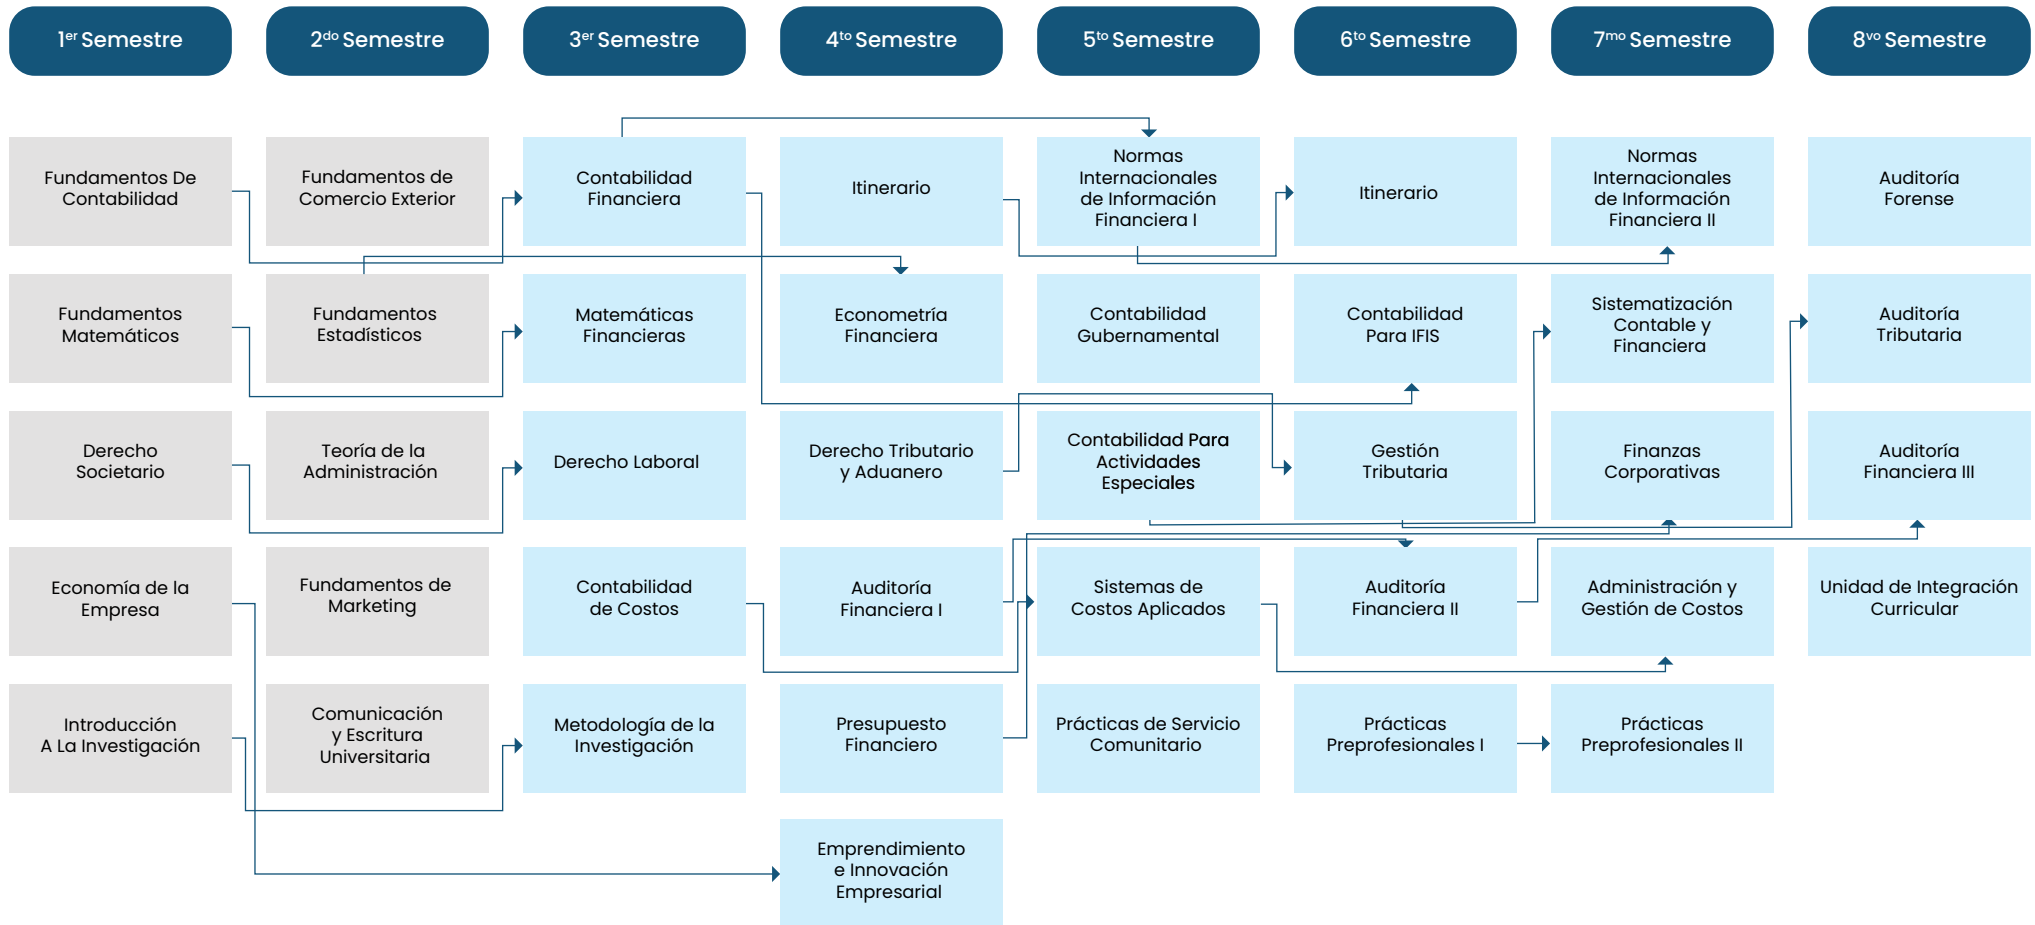 1er Semestre
2do Semestre
3er Semestre
4to Semestre
5to Semestre
6to Semestre
7mo Semestre
8vo Semestre
Fundamentos De
Contabilidad
Fundamentos de
Comercio Exterior
Contabilidad
Financiera
Itinerario
Normas
Internacionales
de Información
Financiera I
Itinerario
Normas
Internacionales
de Información
Financiera II
Auditoría
Forense
Fundamentos
Matemáticos
Fundamentos
Estadísticos
Matemáticas
Financieras
Econometría
Financiera
Contabilidad
Gubernamental
Contabilidad
Para IFIS
Sistematización
Contable y
Financiera
Auditoría
Tributaria
Derecho
Societario
Teoría de la
Administración
Derecho Laboral
Derecho Tributario
y Aduanero
Contabilidad Para
Actividades
Especiales
Gestión
Tributaria
Finanzas
Corporativas
Auditoría
Financiera III
Economía de la
Empresa
Fundamentos de
Marketing
Contabilidad
de Costos
Auditoría
Financiera I
Sistemas de
Costos Aplicados
Auditoría
Financiera II
Administración y
Gestión de Costos
Unidad de Integración
Curricular
Introducción
A La Investigación
Comunicación
y Escritura
Universitaria
Metodología de la
Investigación
Presupuesto
Financiero
Prácticas de Servicio
Comunitario
Prácticas
Preprofesionales I
Prácticas
Preprofesionales II
Emprendimiento
e Innovación
Empresarial